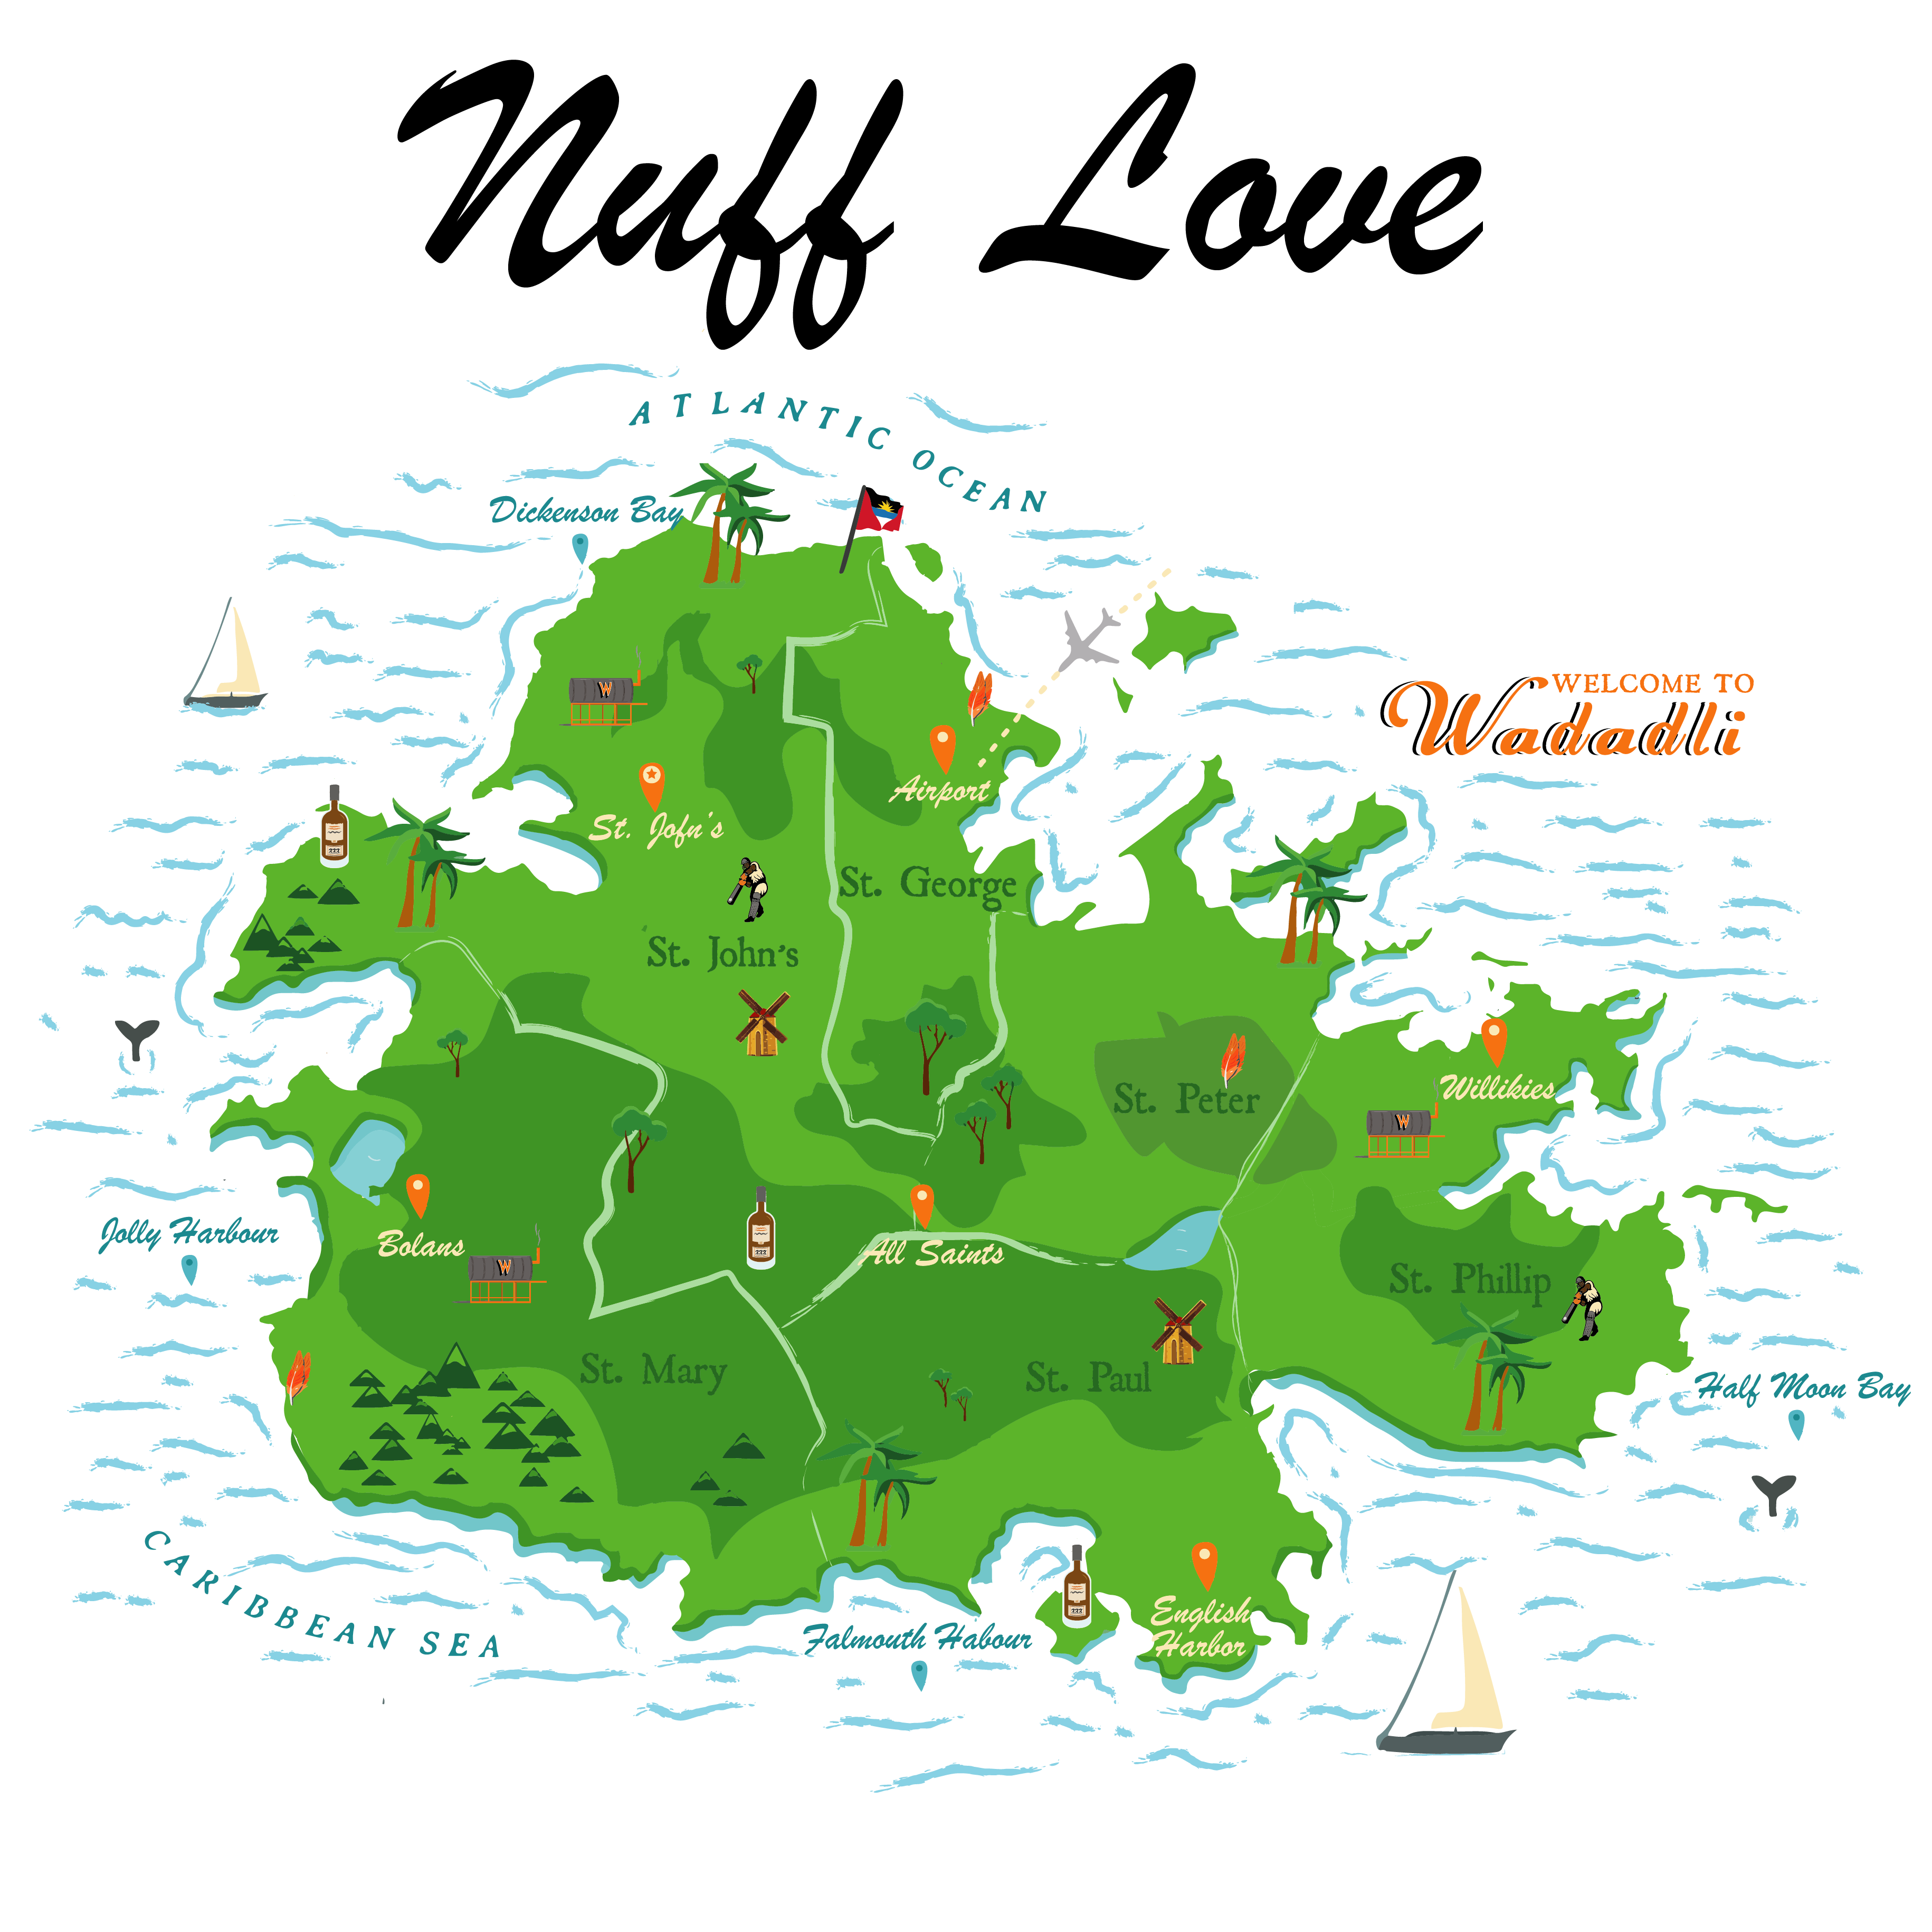 Nuff Love
ATLANTIC OCEAN
Dickenson Bay
WELCOME TO
Wadadli
W
Airport
St. Jofn's
St. George
St. John's
Willikies
St. Peter
W
Jolly Harbour
Bolans
W
All Saints
St. Phillip
St. Mary
St. Paul
Half Moon Bay
CARIBBEAN SEA
Falmouth Habour
English
Harbor